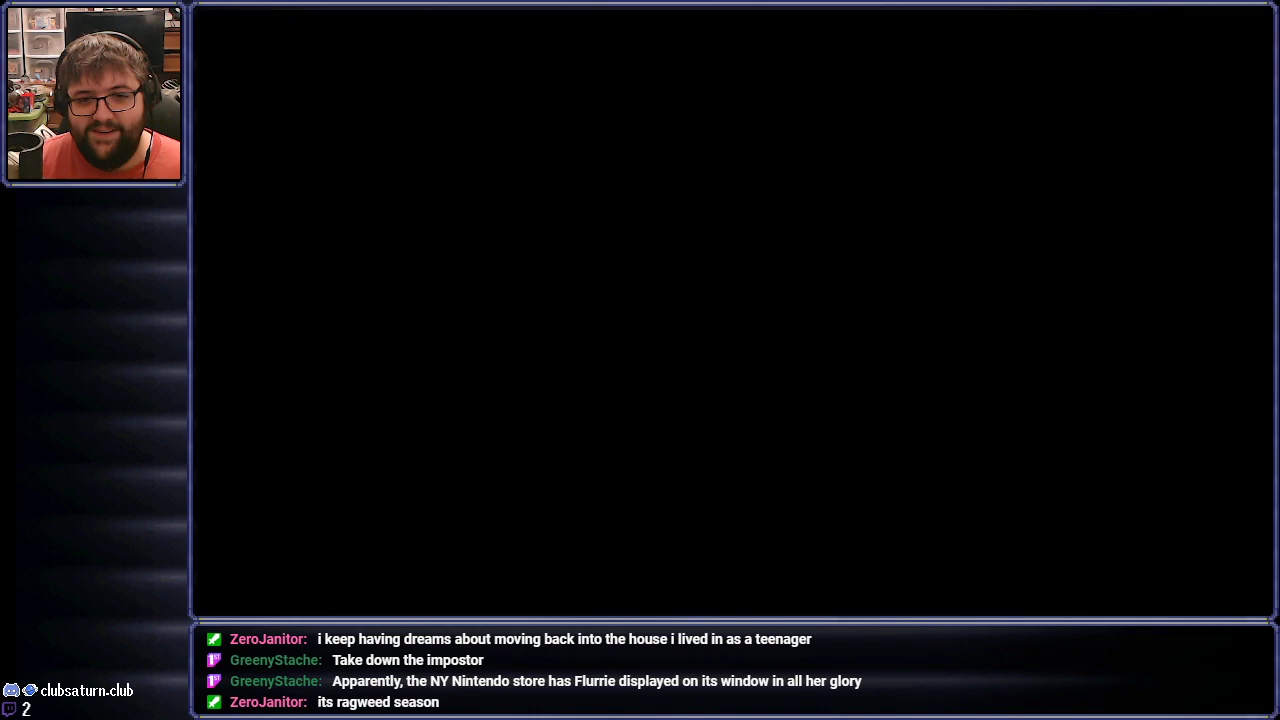 ZeroJanitor: i keep having dreams about moving back into the house i lived in as a teenager
1ST GreenyStache: Take down the impostor
1ST GreenyStache: Apparently, the NY Nintendo store has Flurrie displayed on its window in all her glory
ZeroJanitor: its ragweed season
clubsaturn.club
2